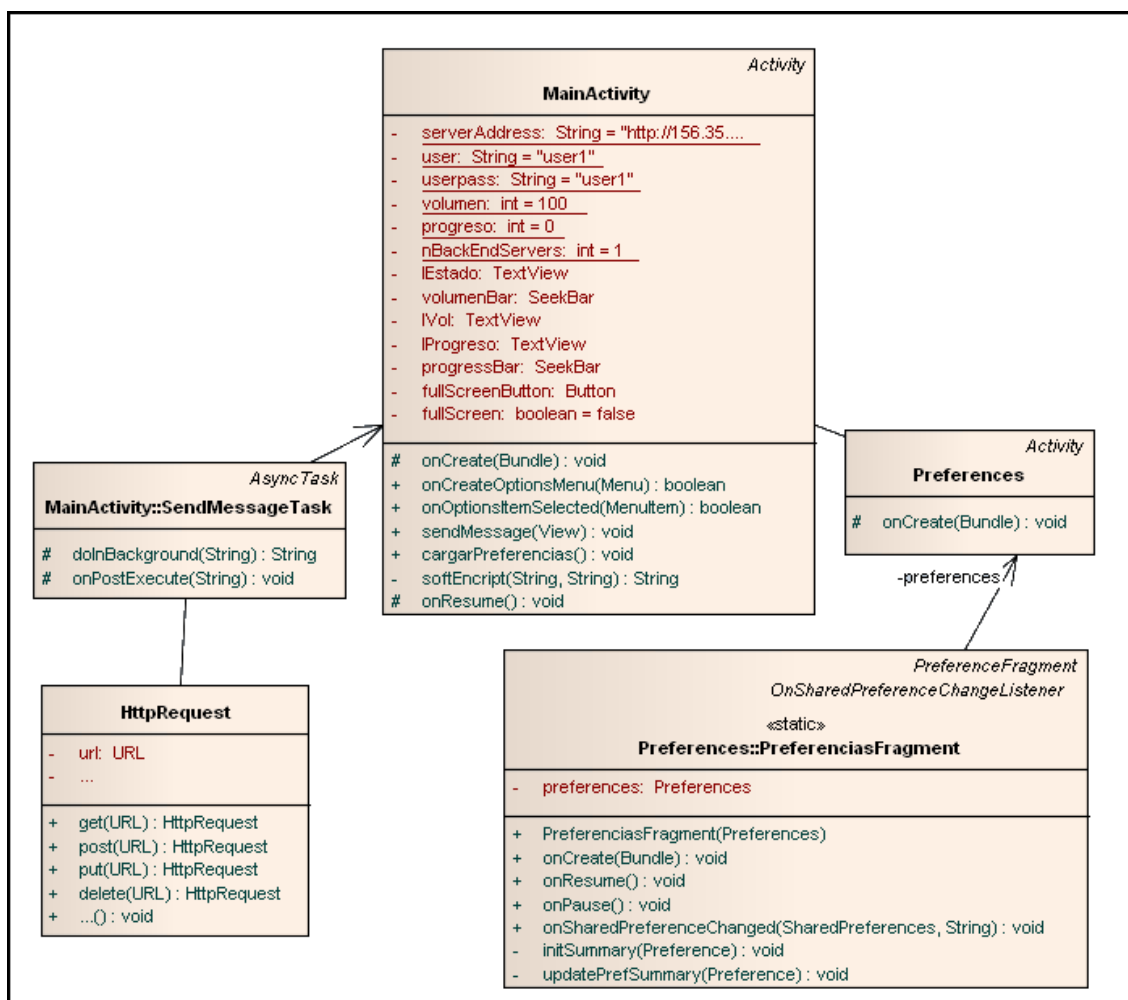 Activity
MainActivity
- serverAddress: String = "http://156.35....
- user: String = "user1"
- userpass: String = "user1"
- volumen: int = 100
- progreso: int = 0
- nBackEndServers: int = 1
- lEstado: TextView
- volumenBar: SeekBar
- lVol: TextView
- lProgreso: TextView
- progressBar: SeekBar
- fullScreenButton: Button
- fullScreen: boolean = false
# onCreate(Bundle) : void
+ onCreateOptionsMenu(Menu) : boolean
+ onOptionsItemSelected(MenuItem) : boolean
+ sendMessage(View) : void
+ cargarPreferencias() : void
- softEncript(String, String) : String
# onResume() : void
AsyncTask
MainActivity::SendMessageTask
# doInBackground(String) : String
# onPostExecute(String) : void
Activity
Preferences
# onCreate(Bundle) : void
-preferences
HttpRequest
- url: URL
- ...
+ get(URL) : HttpRequest
+ post(URL) : HttpRequest
+ put(URL) : HttpRequest
+ delete(URL) : HttpRequest
+ ...() : void
PreferenceFragment
OnSharedPreferenceChangeListener
«static»
Preferences::PreferenciasFragment
- preferences: Preferences
+ PreferenciasFragment(Preferences)
+ onCreate(Bundle) : void
+ onResume() : void
+ onPause() : void
+ onSharedPreferenceChanged(SharedPreferences, String) : void
- initSummary(Preference) : void
- updatePrefSummary(Preference) : void